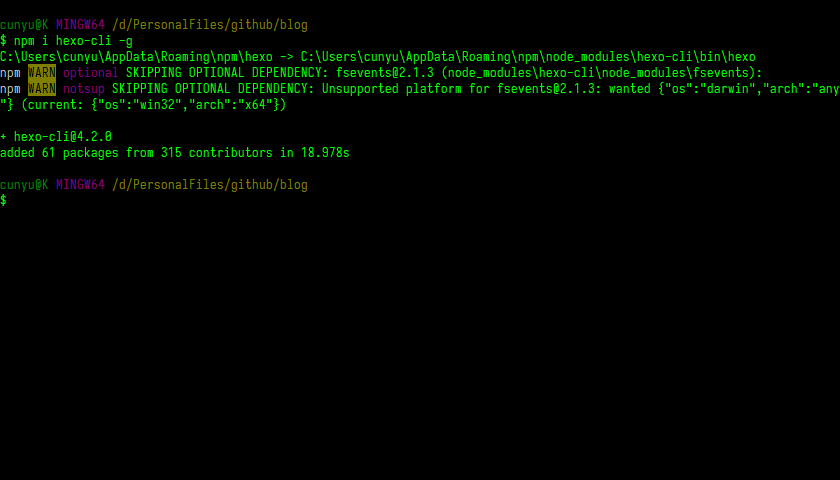 cunyu@K MINGW64 /d/PersonalFiles/github/blog
$ npm i hexo-cli -g
C:\Users\cunyu\AppData\Roaming\npm\hexo -> C:\Users\cunyu\AppData\Roaming\npm\node_modules\hexo-cli\bin\hexo
npm WARN optional SKIPPING OPTIONAL DEPENDENCY: fsevents@2.1.3 (node_modules\hexo-cli\node_modules\fsevents):
npm WARN notsup SKIPPING OPTIONAL DEPENDENCY: Unsupported platform for fsevents@2.1.3: wanted {"os":"darwin","arch":"any
"} (current: {"os":"win32","arch":"x64"})
+ hexo-cli@4.2.0
added 61 packages from 315 contributors in 18.978s
cunyu@K MINGW64 /d/PersonalFiles/github/blog
$